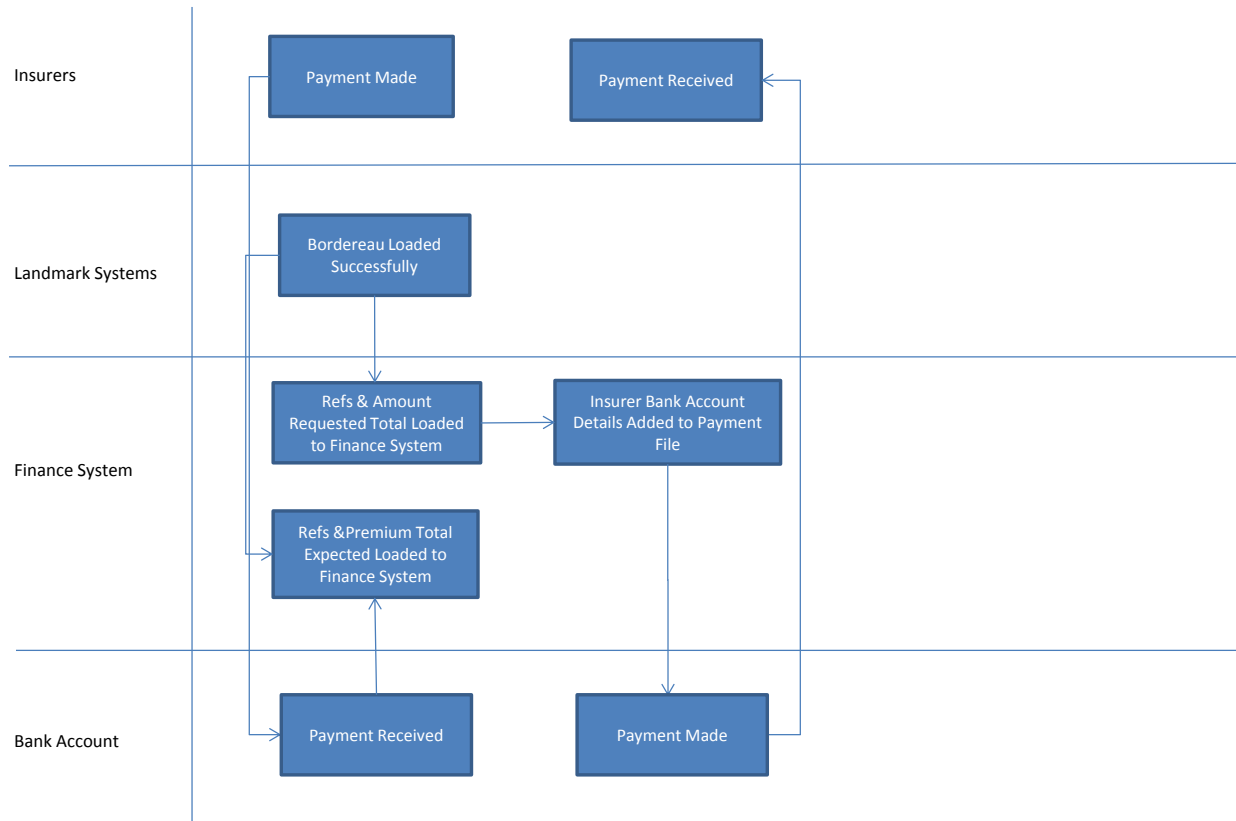 Insurers
Payment Made
Payment Received
Landmark Systems
Bordereau Loaded
Successfully
Finance System
Refs & Amount
Requested Total Loaded
to Finance System
Insurer Bank Account
Details Added to Payment
File
Refs &Premium Total
Expected Loaded to
Finance System
Bank Account
Payment Received
Payment Made